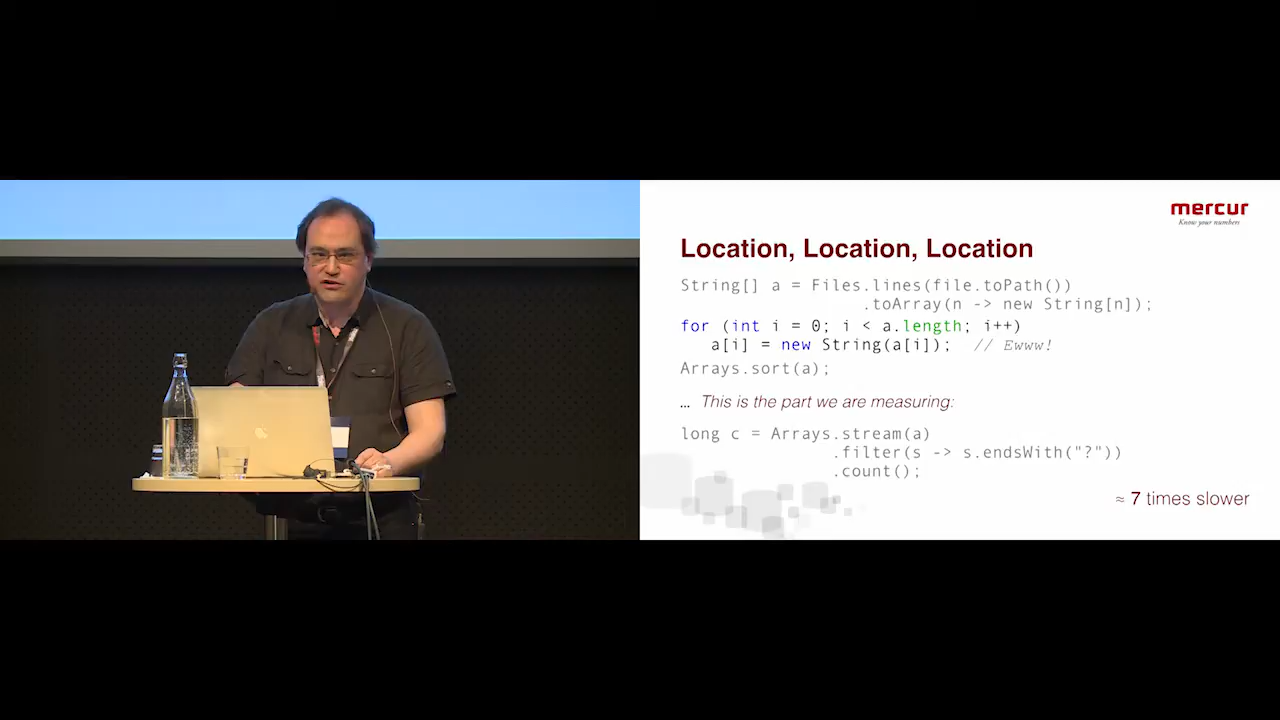 mercur
Know your numbers
Location, Location, Location
String[] a = Files.lines(file.toPath())
.toArray(n -> new String[n]);
for (int i = 0; i < a.length; i++)
a[i] = new String(a[i]);  // Ewww!
Arrays.sort(a);
… This is the part we are measuring:
long c = Arrays.stream(a)
.filter(s -> s.endsWith("?"))
.count();
≈ 7 times slower